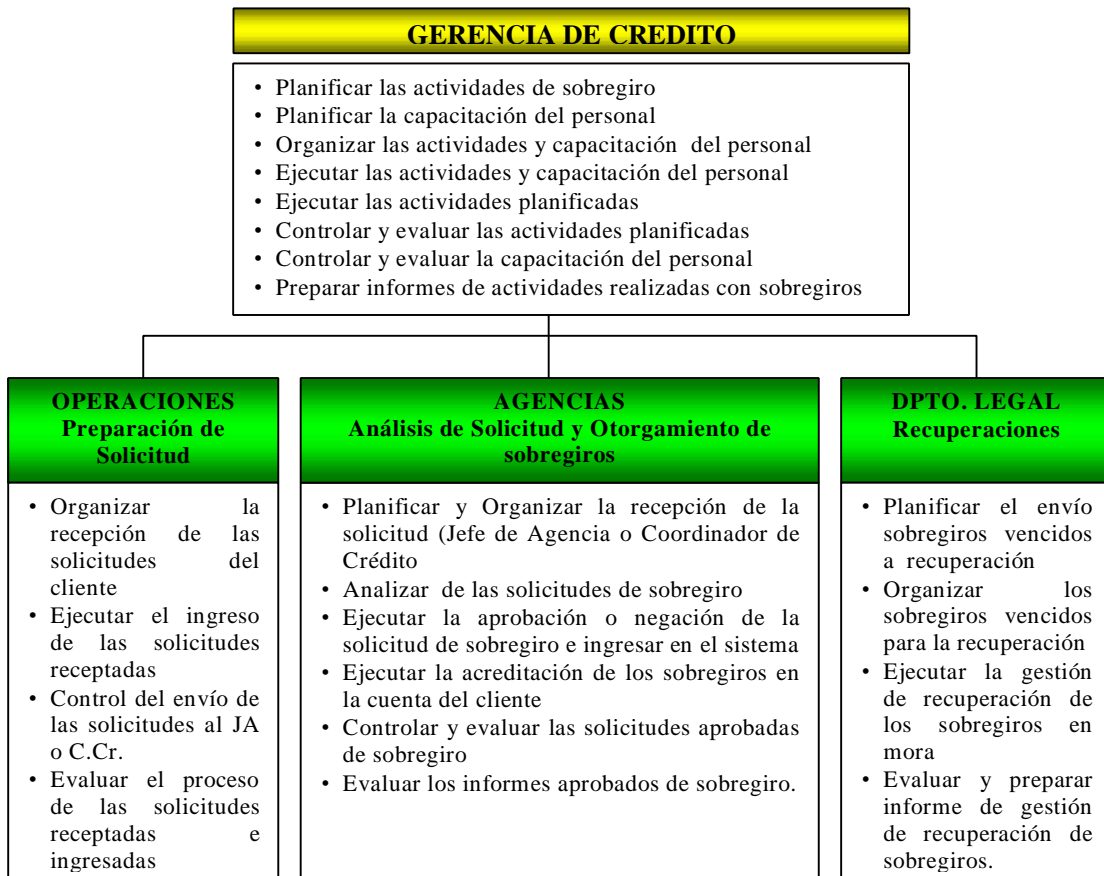 GERENCIA DE CREDITO
• Planificar las actividades de sobregiro
• Planificar la capacitación del personal
• Organizar las actividades y capacitación del personal
• Ejecutar las actividades y capacitación del personal
• Ejecutar las actividades planificadas
• Controlar y evaluar las actividades planificadas
• Controlar y evaluar la capacitación del personal
• Preparar informes de actividades realizadas con sobregiros
OPERACIONES
Preparación de
Solicitud
• Organizar la
recepción de las
solicitudes del
cliente
• Ejecutar el ingreso
de las solicitudes
receptadas
• Control del envío de
las solicitudes al JA
o C.Cr.
• Evaluar el proceso
de las solicitudes
receptadas e
ingresadas
AGENCIAS
Análisis de Solicitud y Otorgamiento de
sobregiros
• Planificar y Organizar la recepción de la
solicitud (Jefe de Agencia o Coordinador de
Crédito
• Analizar de las solicitudes de sobregiro
• Ejecutar la aprobación o negación de la
solicitud de sobregiro e ingresar en el sistema
• Ejecutar la acreditación de los sobregiros en
la cuenta del cliente
• Controlar y evaluar las solicitudes aprobadas
de sobregiro
• Evaluar los informes aprobados de sobregiro.
DPTO. LEGAL
Recuperaciones
• Planificar el envío
sobregiros vencidos
a recuperación
• Organizar los
sobregiros vencidos
para la recuperación
• Ejecutar la gestión
de recuperación de
los sobregiros en
mora
• Evaluar y preparar
informe de gestión
de recuperación de
sobregiros.